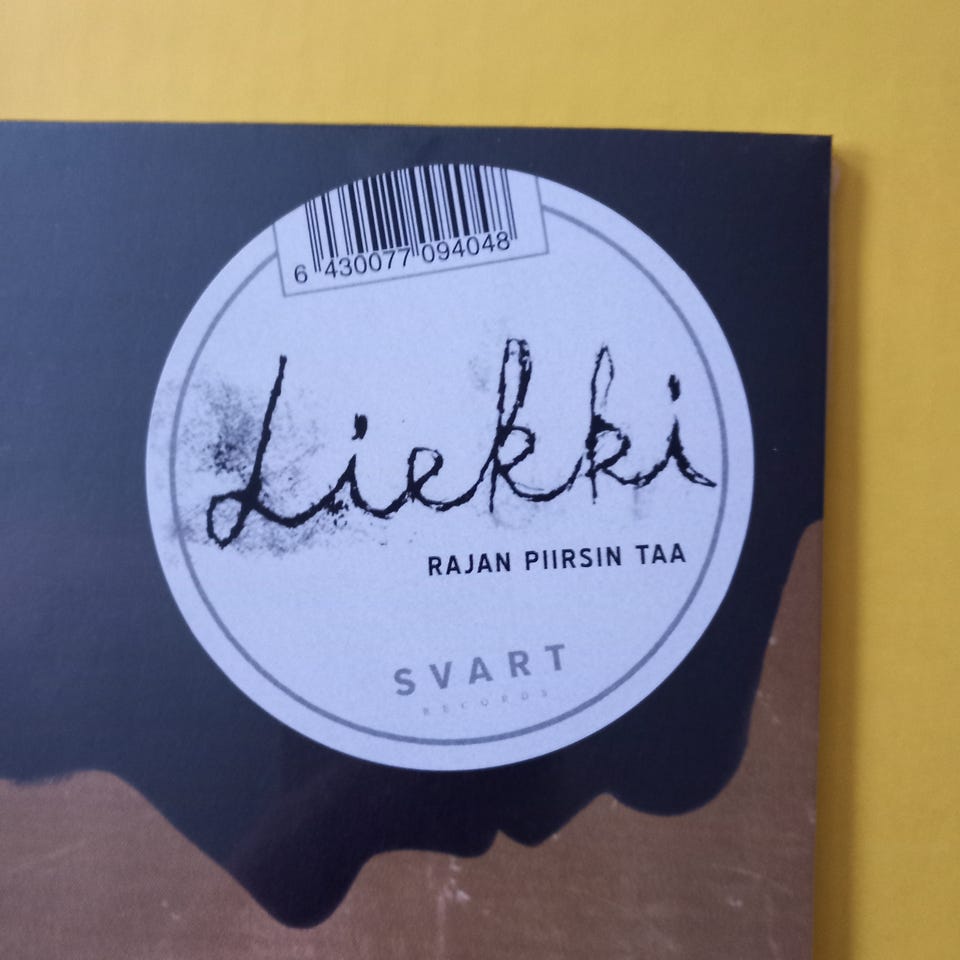 6 430077 094048
Liekki
RAJAN PIIRSIN TAA
SVART
RECORDS